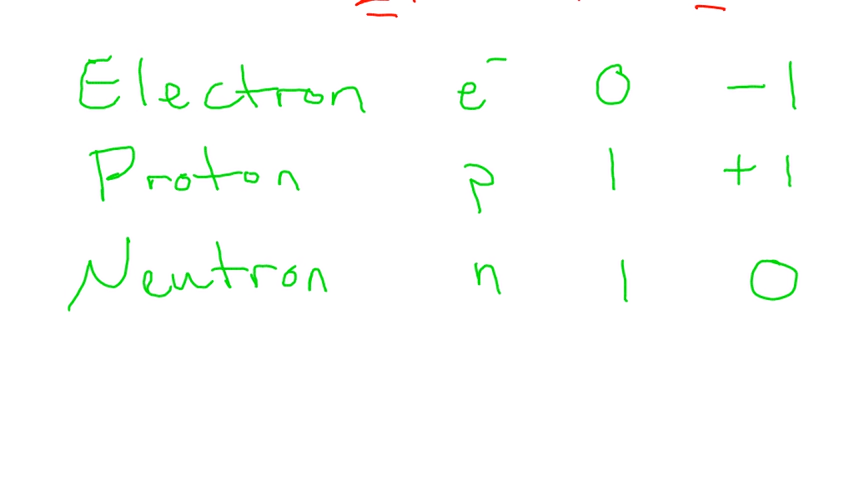 Electron e⁻ 0 -1
Proton p 1 +1
Neutron n 1 0